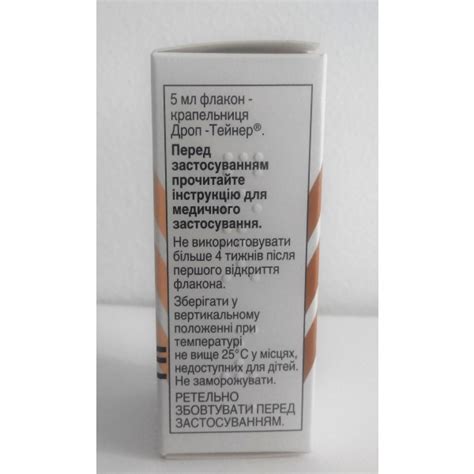 5 мл флакон -
крапельниця
Дроп -Тейнер®.
Перед
застосуванням
прочитайте
інструкцію для
медичного
застосування.
Не використовувати
більше 4 тижнів після
першого відкриття
флакона.
Зберігати у
вертикальному
положенні при
температурі
не вище 25°С у місцях,
недоступних для дітей.
Не заморожувати.
РЕТЕЛЬНО
ЗБОВТУВАТИ ПЕРЕД
ЗАСТОСУВАННЯМ.